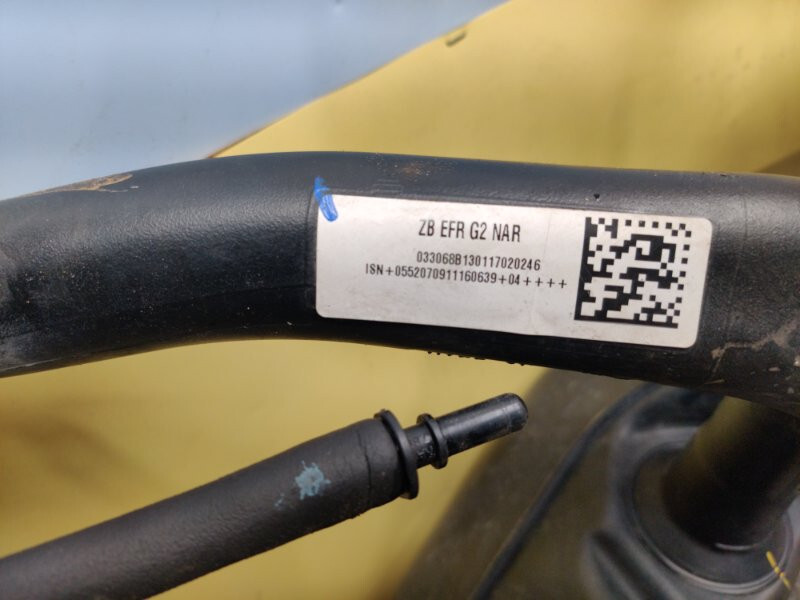 ZB EFR G2 NAR
033068B130117020246
ISN+0552070911160639+04++++